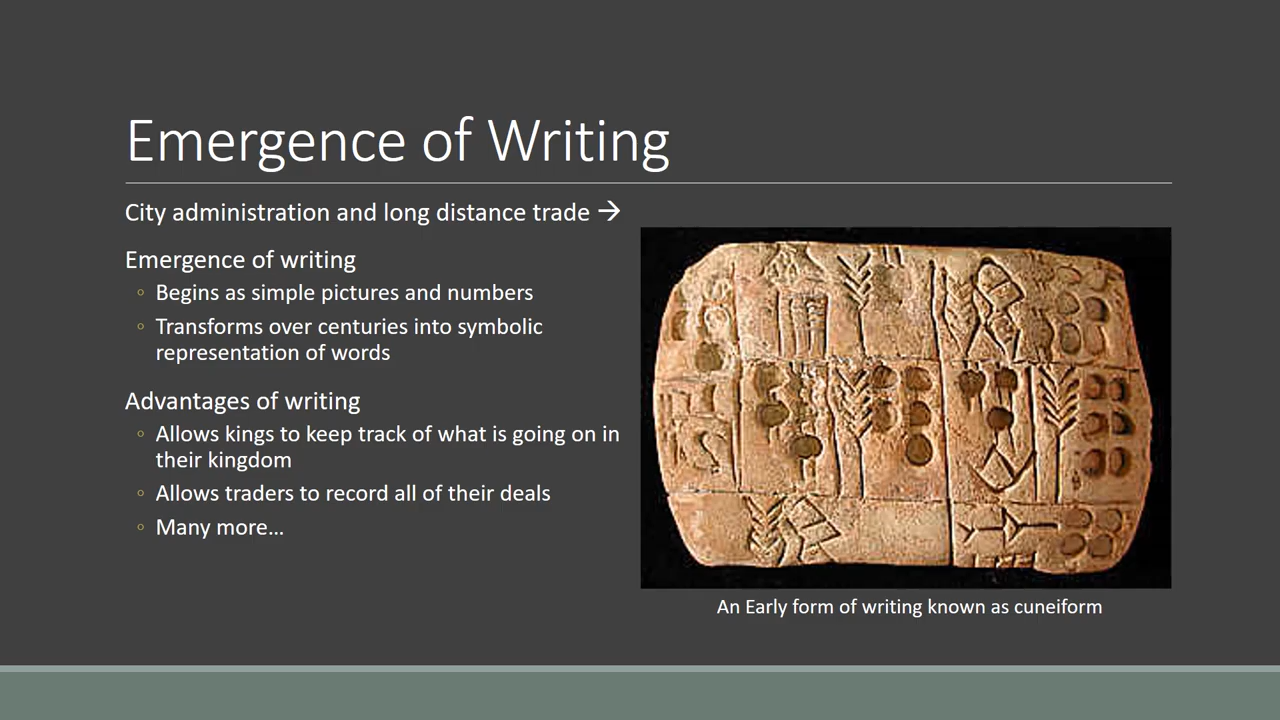 Emergence of Writing
City administration and long distance trade →
Emergence of writing
◦ Begins as simple pictures and numbers
◦ Transforms over centuries into symbolic
representation of words
Advantages of writing
◦ Allows kings to keep track of what is going on in
their kingdom
◦ Allows traders to record all of their deals
◦ Many more…
An Early form of writing known as cuneiform